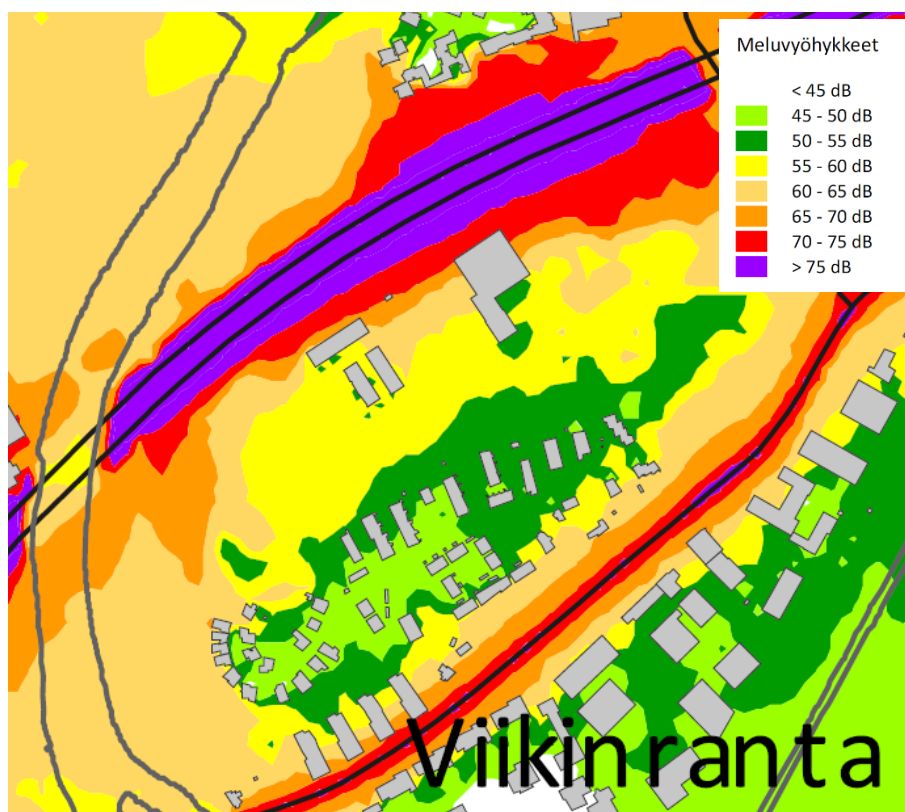 Meluvyöhykkeet
< 45 dB
45 - 50 dB
50 - 55 dB
55 - 60 dB
60 - 65 dB
65 - 70 dB
70 - 75 dB
> 75 dB
Viikinranta